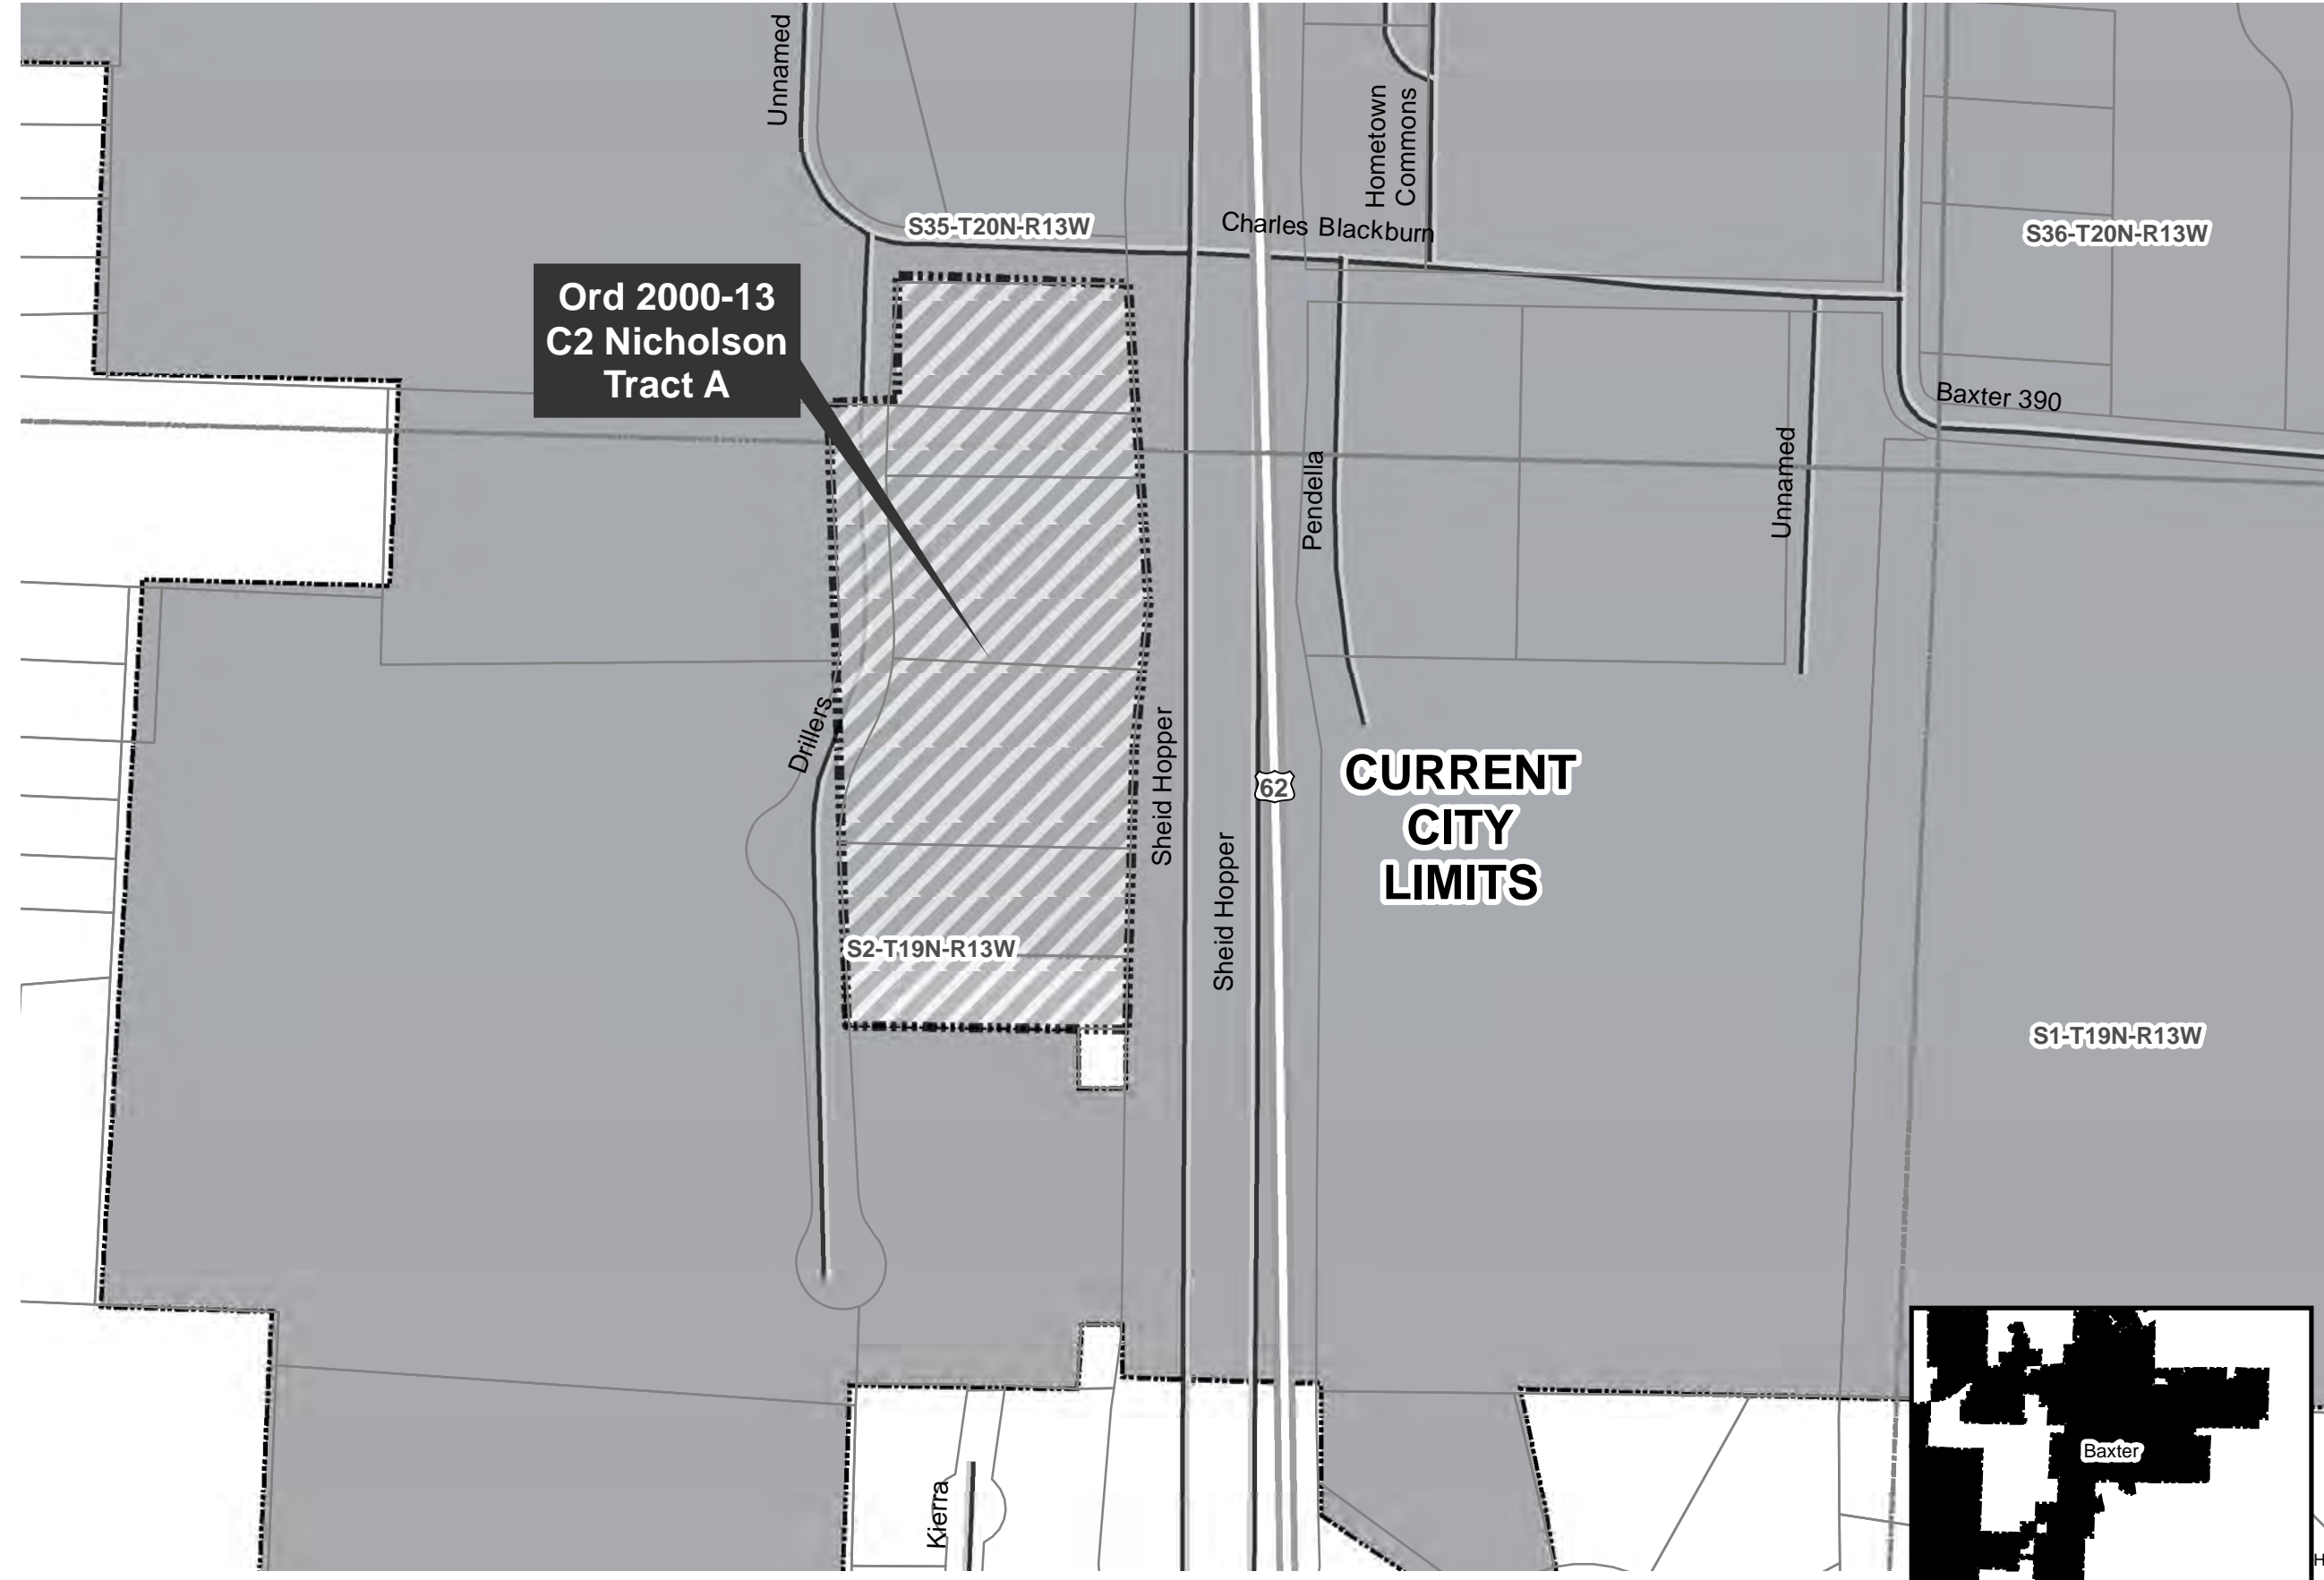 Unnamed
Hometown
Commons
S35-T20N-R13W
Charles Blackburn
S36-T20N-R13W
Ord 2000-13
C2 Nicholson
Tract A
Baxter 390
Pendella
Unnamed
Drillers
Sheid Hopper
62
CURRENT
CITY
LIMITS
Sheid Hopper
S2-T19N-R13W
S1-T19N-R13W
Baxter
Kierra
H